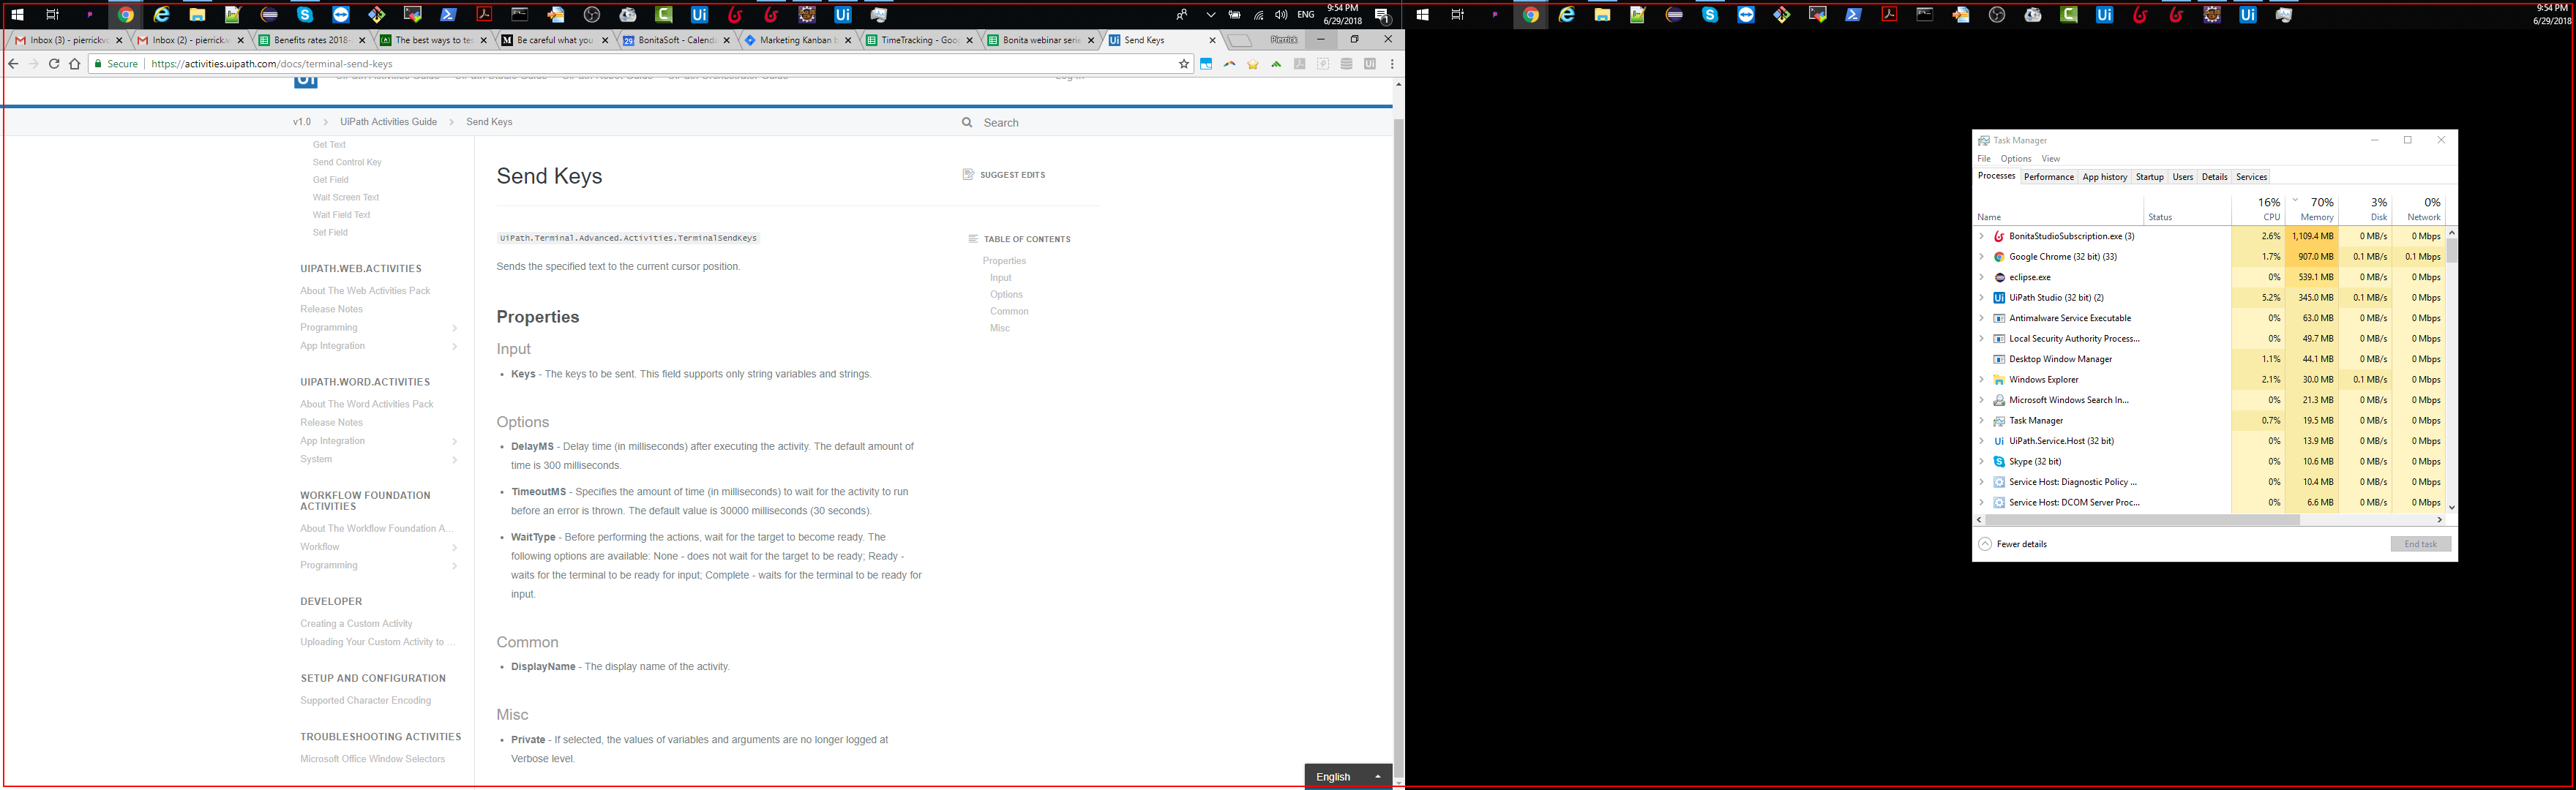 9:54 PM
ENG
6/29/2018
1
9:54 PM
6/29/2018
Inbox (3) - pierrickvo
Inbox (2) - pierrick.v
Benefits rates 2018-
The best ways to tes
Be careful what you
BonitaSoft - Calenda
Marketing Kanban b
TimeTracking - Goo
Bonita webinar serie
Send Keys
Pierrick
Secure
https://activities.uipath.com/docs/terminal-send-keys
v1.0
UiPath Activities Guide
Send Keys
Search
Get Text
Send Control Key
Get Field
Wait Screen Text
Wait Field Text
Set Field
UIPATH.WEB.ACTIVITIES
About The Web Activities Pack
Release Notes
Programming
App Integration
UIPATH.WORD.ACTIVITIES
About The Word Activities Pack
Release Notes
App Integration
System
WORKFLOW FOUNDATION
ACTIVITIES
About The Workflow Foundation A...
Workflow
Programming
DEVELOPER
Creating a Custom Activity
Uploading Your Custom Activity to ...
SETUP AND CONFIGURATION
Supported Character Encoding
TROUBLESHOOTING ACTIVITIES
Microsoft Office Window Selectors
Send Keys
SUGGEST EDITS
UiPath.Terminal.Advanced.Activities.TerminalSendKeys
Sends the specified text to the current cursor position.
Properties
Input
• Keys - The keys to be sent. This field supports only string variables and strings.
Options
• DelayMS - Delay time (in milliseconds) after executing the activity. The default amount of
time is 300 milliseconds.
• TimeoutMS - Specifies the amount of time (in milliseconds) to wait for the activity to run
before an error is thrown. The default value is 30000 milliseconds (30 seconds).
• WaitType - Before performing the actions, wait for the target to become ready. The
following options are available: None - does not wait for the target to be ready; Ready -
waits for the terminal to be ready for input; Complete - waits for the terminal to be ready for
input.
Common
• DisplayName - The display name of the activity.
Misc
• Private - If selected, the values of variables and arguments are no longer logged at
Verbose level.
TABLE OF CONTENTS
Properties
Input
Options
Common
Misc
English
Task Manager
File Options View
Processes Performance App history Startup Users Details Services
16% 70% 3% 0%
Name Status CPU Memory Disk Network
BonitaStudioSubscription.exe (3) 2.6% 1,109.4 MB 0 MB/s 0 Mbps
Google Chrome (32 bit) (33) 1.7% 907.0 MB 0.1 MB/s 0.1 Mbps
eclipse.exe 0% 539.1 MB 0 MB/s 0 Mbps
UiPath Studio (32 bit) (2) 5.2% 345.0 MB 0.1 MB/s 0 Mbps
Antimalware Service Executable 0% 63.0 MB 0 MB/s 0 Mbps
Local Security Authority Process... 0% 49.7 MB 0 MB/s 0 Mbps
Desktop Window Manager 1.1% 44.1 MB 0 MB/s 0 Mbps
Windows Explorer 2.1% 30.0 MB 0.1 MB/s 0 Mbps
Microsoft Windows Search In... 0% 21.3 MB 0 MB/s 0 Mbps
Task Manager 0.7% 19.5 MB 0 MB/s 0 Mbps
UiPath.Service.Host (32 bit) 0% 13.9 MB 0 MB/s 0 Mbps
Skype (32 bit) 0% 10.6 MB 0 MB/s 0 Mbps
Service Host: Diagnostic Policy ... 0% 10.4 MB 0 MB/s 0 Mbps
Service Host: DCOM Server Proc... 0% 6.6 MB 0 MB/s 0 Mbps
Fewer details
End task